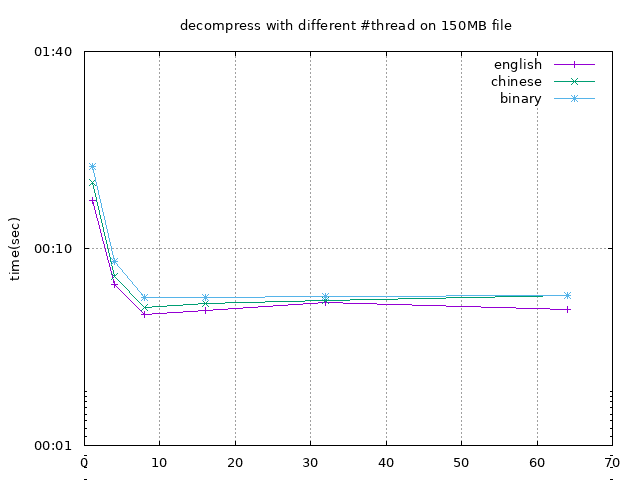 decompress with different #thread on 150MB file
01:40
english
chinese
binary
00:10
time(sec)
00:01
0 10 20 30 40 50 60 70